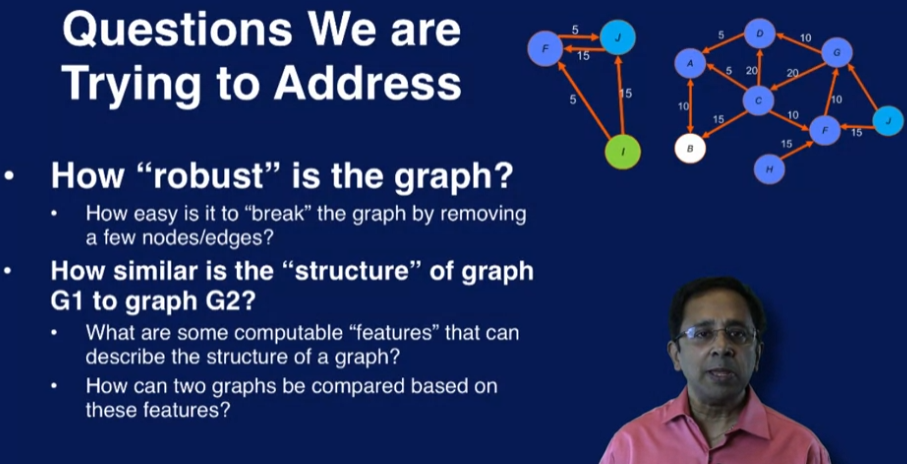 Questions We are
Trying to Address
• How “robust” is the graph?
• How easy is it to “break” the graph by removing
a few nodes/edges?
• How similar is the “structure” of graph
G1 to graph G2?
• What are some computable “features” that can
describe the structure of a graph?
• How can two graphs be compared based on
these features?
F
5
J
15
5
15
I
A
5
D
10
G
5
20
20
10
C
15
10
10
B
F
15
J
15
H